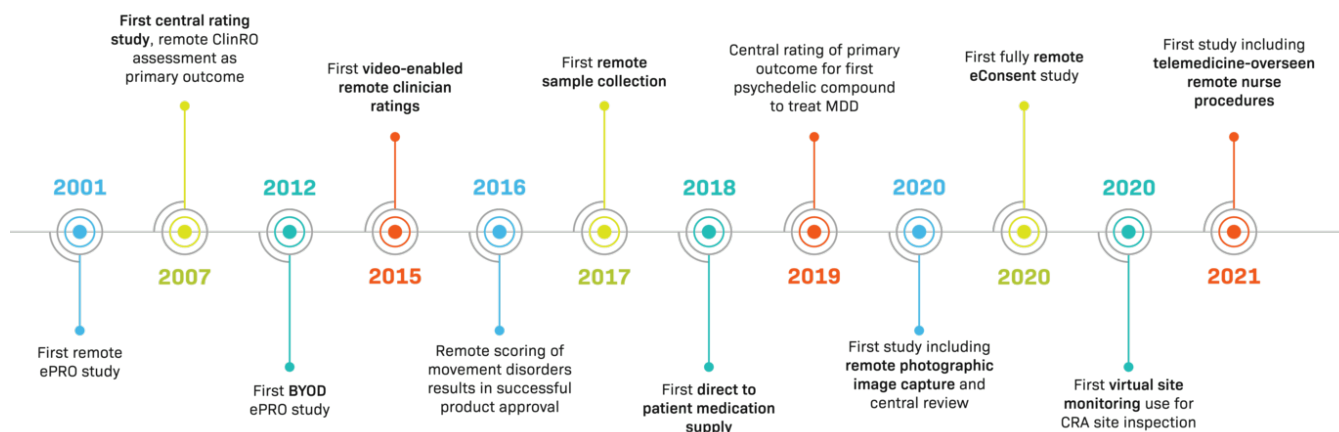 First central rating
study, remote ClinRO
assessment as
primary outcome
2007
First video-enabled
remote clinician
ratings
2015
First remote
sample collection
2017
Central rating of primary
outcome for first
psychedelic compound
to treat MDD
2019
First fully remote
eConsent study
2020
First study including
telemedicine-overseen
remote nurse
procedures
2021
2001
First remote
ePRO study
2012
First BYOD
ePRO study
2016
Remote scoring of
movement disorders
results in successful
product approval
2018
First direct to
patient medication
supply
2020
First study including
remote photographic
image capture and
central review
2020
First virtual site
monitoring use for
CRA site inspection